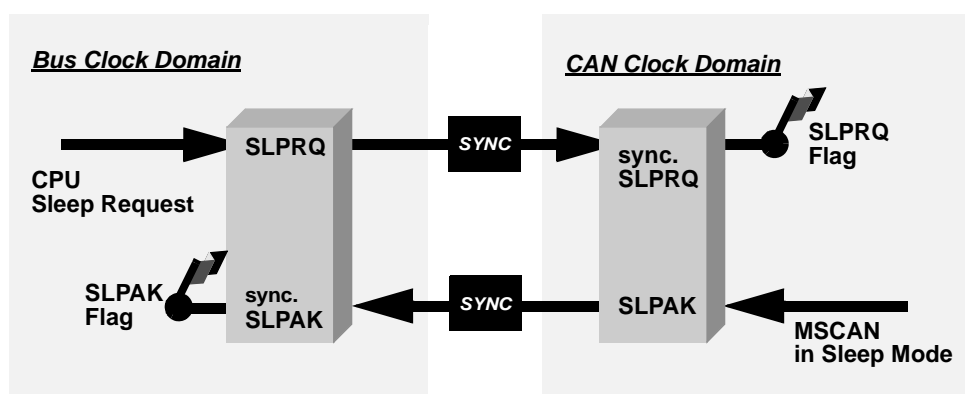 Bus Clock Domain
CAN Clock Domain
SLPRQ
SYNC
sync.
SLPRQ
SLPRQ
Flag
CPU
Sleep Request
SLPAK
Flag
sync.
SLPAK
SYNC
SLPAK
MSCAN
in Sleep Mode